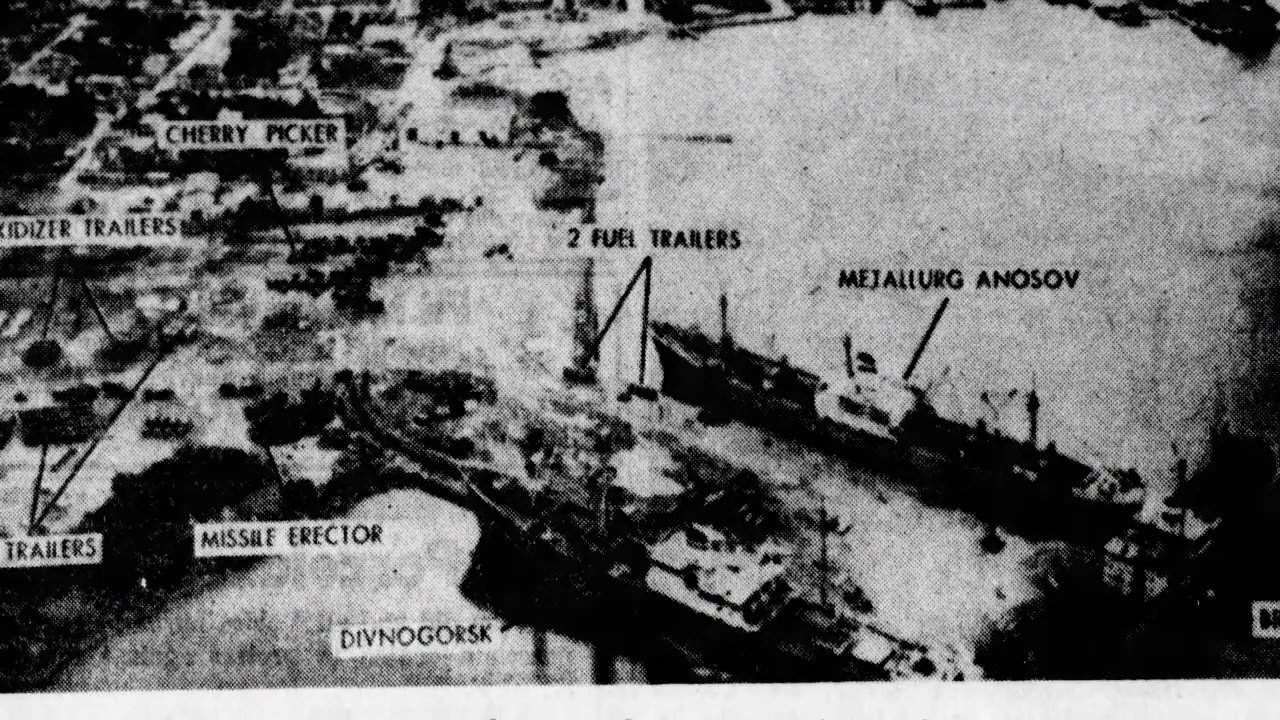 CHERRY PICKER
XIDIZER TRAILERS
2 FUEL TRAILERS
METALLURG ANOSOV
TRAILERS
MISSILE ERECTOR
DIVNOGORSK